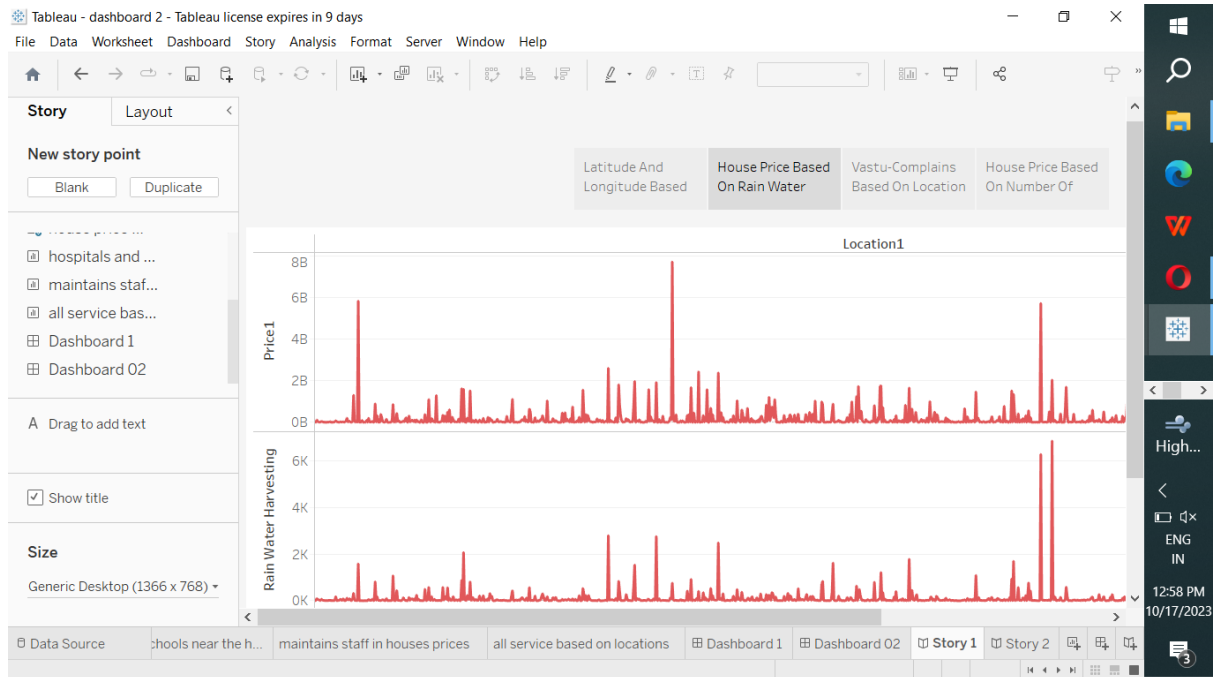 Tableau - dashboard 2 - Tableau license expires in 9 days
File Data Worksheet Dashboard Story Analysis Format Server Window Help
Story Layout
New story point
Blank Duplicate
hospitals and ...
maintains staf...
all service bas...
Dashboard 1
Dashboard 02
A Drag to add text
Show title
Size
Generic Desktop (1366 x 768)
Latitude And
Longitude Based
House Price Based
On Rain Water
Vastu-Complains
Based On Location
House Price Based
On Number Of
Location1
Price1
8B
6B
4B
2B
0B
Rain Water Harvesting
6K
4K
2K
0K
Data Source chools near the h... maintains staff in houses prices all service based on locations Dashboard 1 Dashboard 02 Story 1 Story 2
High...
ENG
IN
12:58 PM
10/17/2023
3